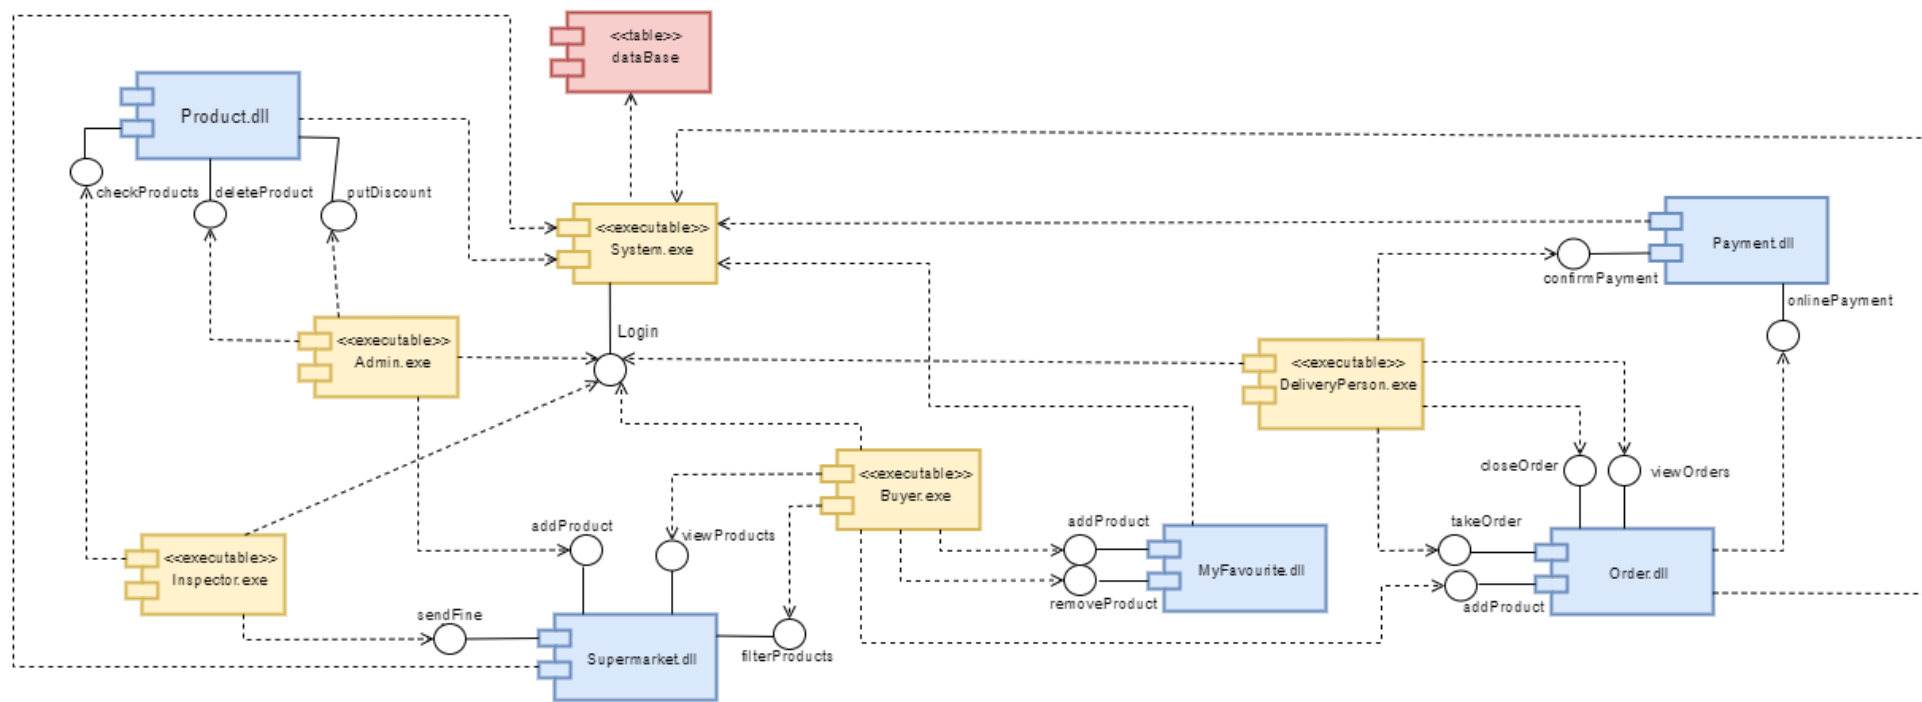 <<table>>
dataBase
Product.dll
checkProducts
deleteProduct
putDiscount
<<executable>>
System.exe
Payment.dll
confirmPayment
onlinePayment
Login
<<executable>>
Admin.exe
<<executable>>
DeliveryPerson.exe
closeOrder
viewOrders
<<executable>>
Buyer.exe
addProduct
viewProducts
addProduct
takeOrder
<<executable>>
Inspector.exe
MyFavourite.dll
Order.dll
removeProduct
addProduct
sendFine
Supermarket.dll
filterProducts